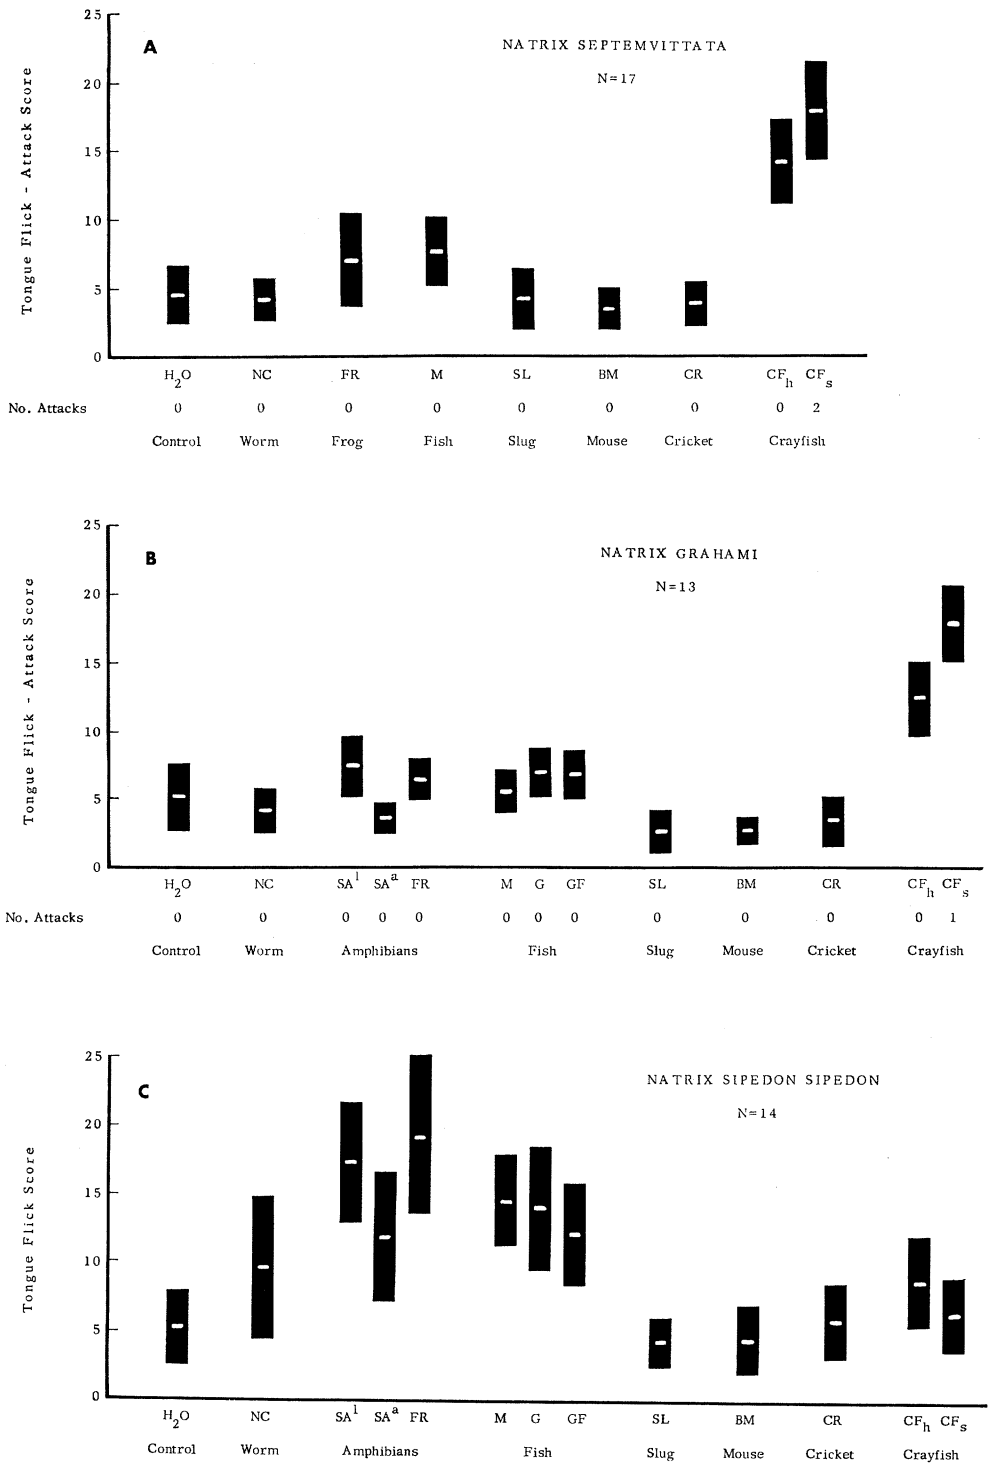 25
A
NATRIX SEPTEMVITTATA
N=17
20
15
10
5
0
Tongue Flick - Attack Score
H2O NC FR M SL BM CR CFh CFs
No. Attacks 0 0 0 0 0 0 0 0 2
Control Worm Frog Fish Slug Mouse Cricket Crayfish
25
B
NATRIX GRAHAMI
N=13
20
15
10
5
0
Tongue Flick - Attack Score
H2O NC SA1 SAa FR M G GF SL BM CR CFh CFs
No. Attacks 0 0 0 0 0 0 0 0 0 0 0 0 1
Control Worm Amphibians Fish Slug Mouse Cricket Crayfish
25
C
NATRIX SIPEDON SIPEDON
N=14
20
15
10
5
0
Tongue Flick Score
H2O NC SA1 SAa FR M G GF SL BM CR CFh CFs
Control Worm Amphibians Fish Slug Mouse Cricket Crayfish